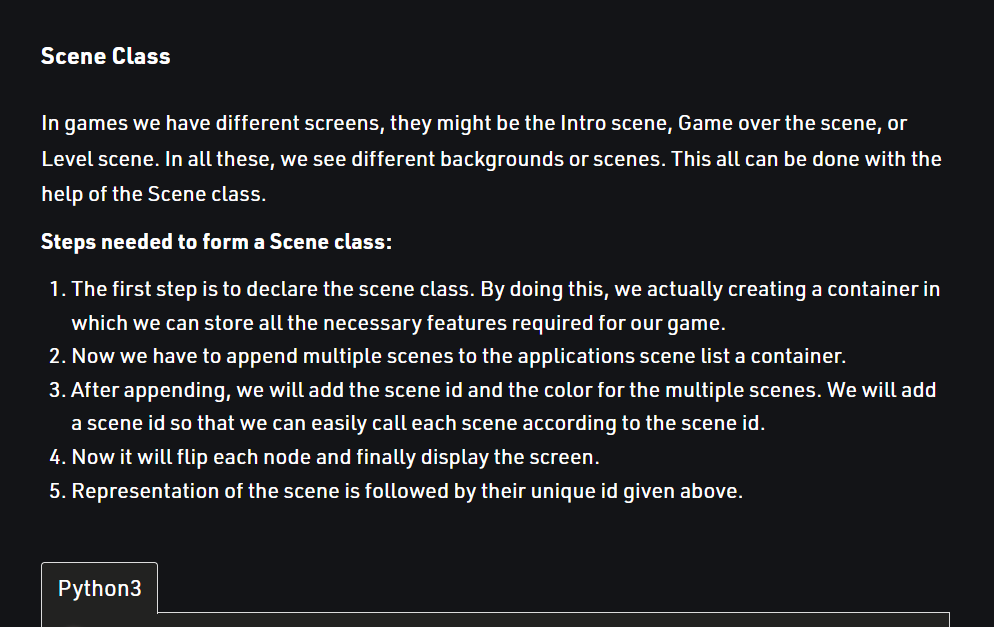 Scene Class
In games we have different screens, they might be the Intro scene, Game over the scene, or
Level scene. In all these, we see different backgrounds or scenes. This all can be done with the
help of the Scene class.
Steps needed to form a Scene class:
1. The first step is to declare the scene class. By doing this, we actually creating a container in
which we can store all the necessary features required for our game.
2. Now we have to append multiple scenes to the applications scene list a container.
3. After appending, we will add the scene id and the color for the multiple scenes. We will add
a scene id so that we can easily call each scene according to the scene id.
4. Now it will flip each node and finally display the screen.
5. Representation of the scene is followed by their unique id given above.
Python3